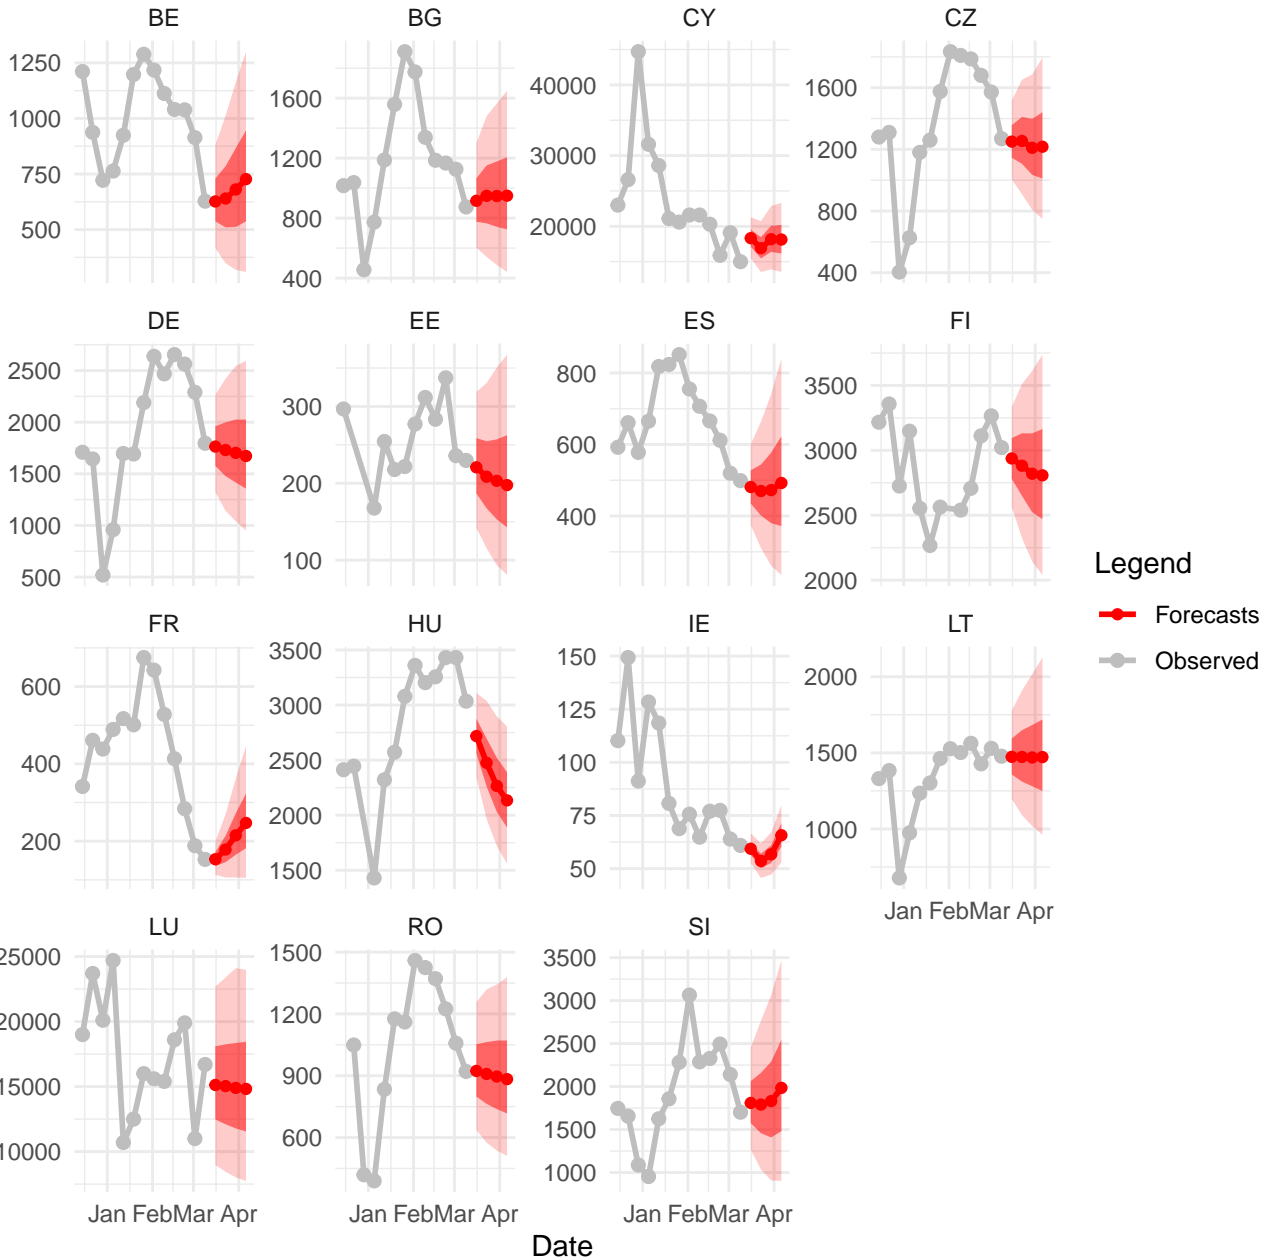 BE BG CY CZ
1250 1000 750 500
1600 1200 800 400
40000 30000 20000
1600 1200 800 400
DE EE ES FI
2500 2000 1500 1000 500
300 200 100
800 600 400
3500 3000 2500 2000
Legend
Forecasts
Observed
FR HU IE LT
600 400 200
3500 3000 2500 2000 1500
150 125 100 75 50
2000 1500 1000
Jan Feb Mar Apr
LU RO SI
25000 20000 15000 10000
1500 1200 900 600
3500 3000 2500 2000 1500 1000
Jan Feb Mar Apr Jan Feb Mar Apr Jan Feb Mar Apr
Date